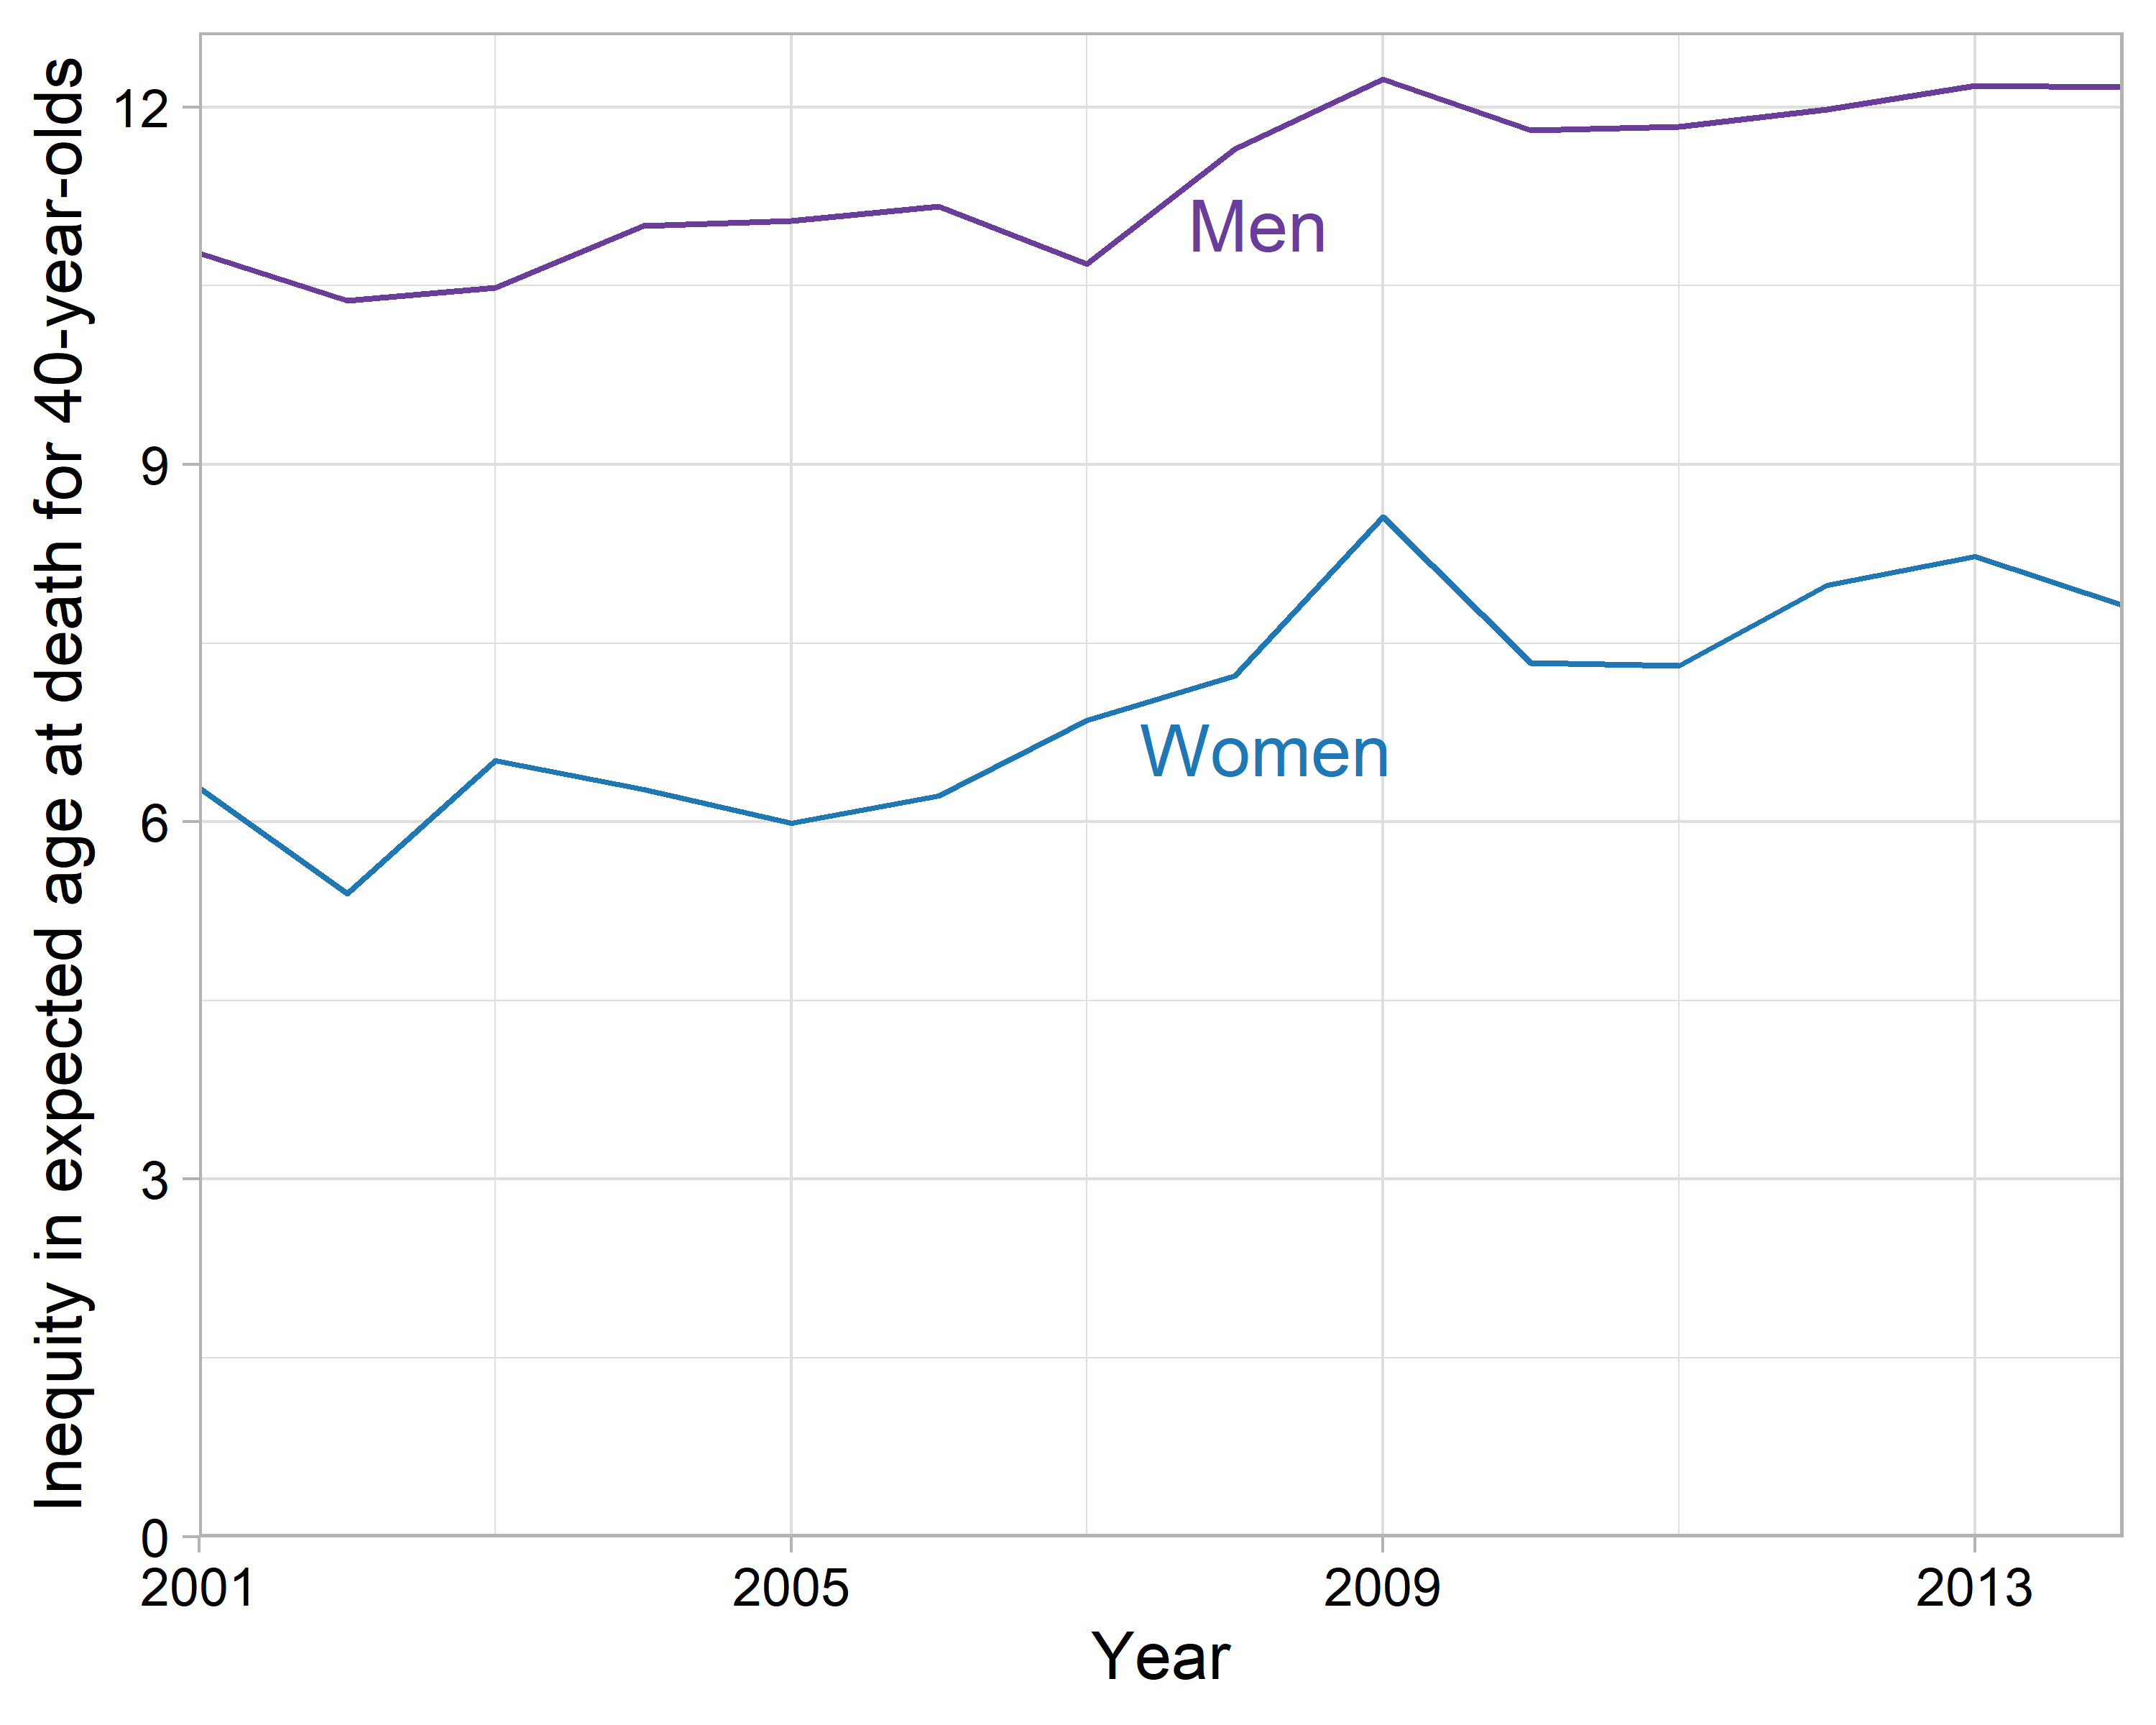 Inequity in expected age at death for 40-year-olds
12
9
6
3
0
Men
Women
2001 2005 2009 2013
Year